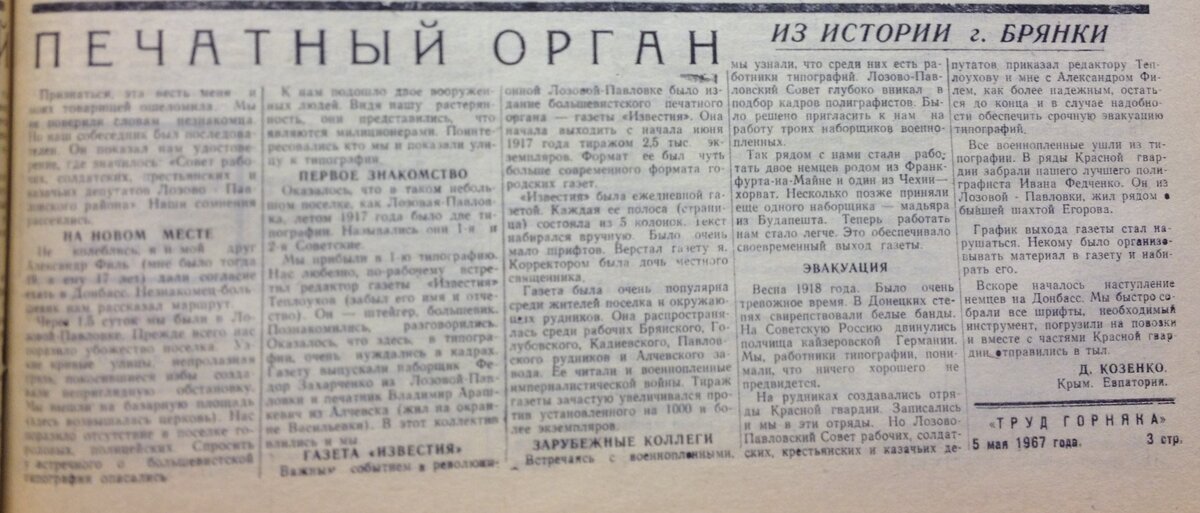 ПЕЧАТНЫЙ ОРГАН
ИЗ ИСТОРИИ г. БРЯНКИ
Признаться, эта весть меня и
моих товарищей ошеломила. Мы
не поверили словам незнакомца.
Но наш собеседник был последова-
телен. Он показал нам удостове-
рение, где значилось: «Совет рабо-
чих, солдатских, крестьянских и
казачьих депутатов Лозово - Пав-
ловского района» Наши сомнения
рассеялись.
НА НОВОМ МЕСТЕ
Не колеблясь, я и мой друг
Александр Филь (мне было тогда
19, а ему 17 лет) дали согласие
ехать в Донбасс. Незнакомец-боль-
шевик нам рассказал маршрут.
Через 1,5 суток мы были в Ло-
зовой-Павловке. Прежде всего нас
поразило убожество поселка. Уз-
кие кривые улицы, непролазная
грязь, покосившиеся избы созда-
вали неприглядную обстановку.
Мы вышли на базарную площадь
(здесь возвышалась церковь). Нас
поразило отсутствие в поселке го-
родовых, полицейских. Спросить
у встречного о большевистской
типографии опасались.
К нам подошло двое вооружен-
ных людей. Видя нашу растерян-
ность, они представились, что
являются милиционерами. Поинте-
ресовались кто мы и показали ули-
цу к типографии.
ПЕРВОЕ ЗНАКОМСТВО
Оказалось, что в таком неболь-
шом поселке, как Лозовая-Павлов-
ка, летом 1917 года было две ти-
пографии. Назывались они 1-я и
2-я Советские.
Мы прибыли в 1-ю типографию.
Нас любезно, по-рабочему встре-
тил редактор газеты «Известия»
Теплоухов (забыл его имя и отче-
ство). Он — штейгер, большевик.
Познакомились, разговорились.
Оказалось, что здесь, в типогра-
фии, очень нуждались в кадрах.
Газету выпускали наборщик Фе-
дор Захарченко из Лозовой-Пав-
ловки и печатник Владимир Араш-
кевич из Алчевска (жил на окраи-
не Васильевки). В этот коллектив
влились и мы.
ГАЗЕТА «ИЗВЕСТИЯ»
Важным событием в революци-
онной Лозовой-Павловке было из-
дание большевистского печатного
органа — газеты «Известия». Она
начала выходить с начала июня
1917 года тиражом 2,5 тыс. эк-
земпляров. Формат ее был чуть
больше современного формата го-
родских газет.
«Известия» была ежедневной га-
зетой. Каждая ее полоса (страни-
ца) состояла из 5 колонок. Текст
набирался вручную. Было очень
мало шрифтов. Верстал газету я.
Корректором была дочь местного
священника.
Газета была очень популярна
среди жителей поселка и окружаю-
щих рудников. Она распростра-
нялась среди рабочих Брянского, Го-
лубовского, Кадиевского, Павлов-
ского рудников и Алчевского за-
вода. Ее читали и военнопленные
империалистической войны. Тираж
газеты зачастую увеличивался про-
тив установленного на 1000 и бо-
лее экземпляров.
ЗАРУБЕЖНЫЕ КОЛЛЕГИ
Встречаясь с военнопленными,
мы узнали, что среди них есть ра-
ботники типографий. Лозово-Пав-
ловский Совет глубоко вникал в
подбор кадров полиграфистов. Бы-
ло решено пригласить к нам на
работу троих наборщиков военно-
пленных.
Так рядом с нами стали рабо-
тать двое немцев родом из Франк-
фурта-на-Майне и один из Чехии—
хорват. Несколько позже приняли
еще одного наборщика — мадьяра
из Будапешта. Теперь работать
нам стало легче. Это обеспечивало
своевременный выход газеты.
ЭВАКУАЦИЯ
Весна 1918 года. Было очень
тревожное время. В Донецких сте-
пях свирепствовали белые банды.
На Советскую Россию двинулись
полчища кайзеровской Германии.
Мы, работники типографии, пони-
мали, что ничего хорошего не
предвидется.
На рудниках создавались отря-
ды Красной гвардии. Записались
и мы в эти отряды. Но Лозово-
Павловский Совет рабочих, солдат-
ских, крестьянских и казачьих де-
путатов приказал редактору Теп-
лоухову и мне с Александром Фи-
лем, как более надежным, остать-
ся до конца и в случае надобно-
сти обеспечить срочную эвакуацию
типографий.
Все военнопленные ушли из ти-
пографии. В ряды Красной гвар-
дии забрали нашего лучшего поли-
графиста Ивана Федченко. Он из
Лозовой - Павловки, жил рядом с
бывшей шахтой Егорова.
График выхода газеты стал на-
рушаться. Некому было организо-
вывать материал в газету и наби-
рать его.
Вскоре началось наступление
немцев на Донбасс. Мы быстро со-
брали все шрифты, необходимый
инструмент, погрузили на повозки
и вместе с частями Красной гвар-
дии отправились в тыл.
Д. КОЗЕНКО.
Крым. Евпатория.
«ТРУД ГОРНЯКА»
5 мая 1967 года. 3 стр.